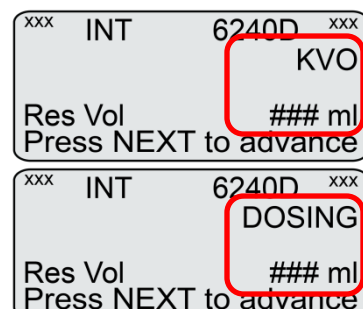 xxx INT 6240D xxx
KVO
Res Vol ### ml
Press NEXT to advance
xxx INT 6240D xxx
DOSING
Res Vol ### ml
Press NEXT to advance